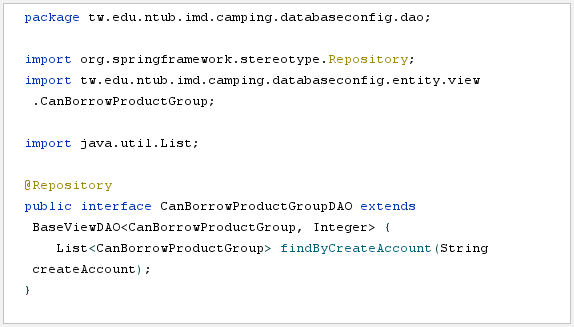 package tw.edu.ntub.imd.camping.databaseconfig.dao;
import org.springframework.stereotype.Repository;
import tw.edu.ntub.imd.camping.databaseconfig.entity.view
.CanBorrowProductGroup;
import java.util.List;
@Repository
public interface CanBorrowProductGroupDAO extends
BaseViewDAO<CanBorrowProductGroup, Integer> {
List<CanBorrowProductGroup> findByCreateAccount(String
createAccount);
}